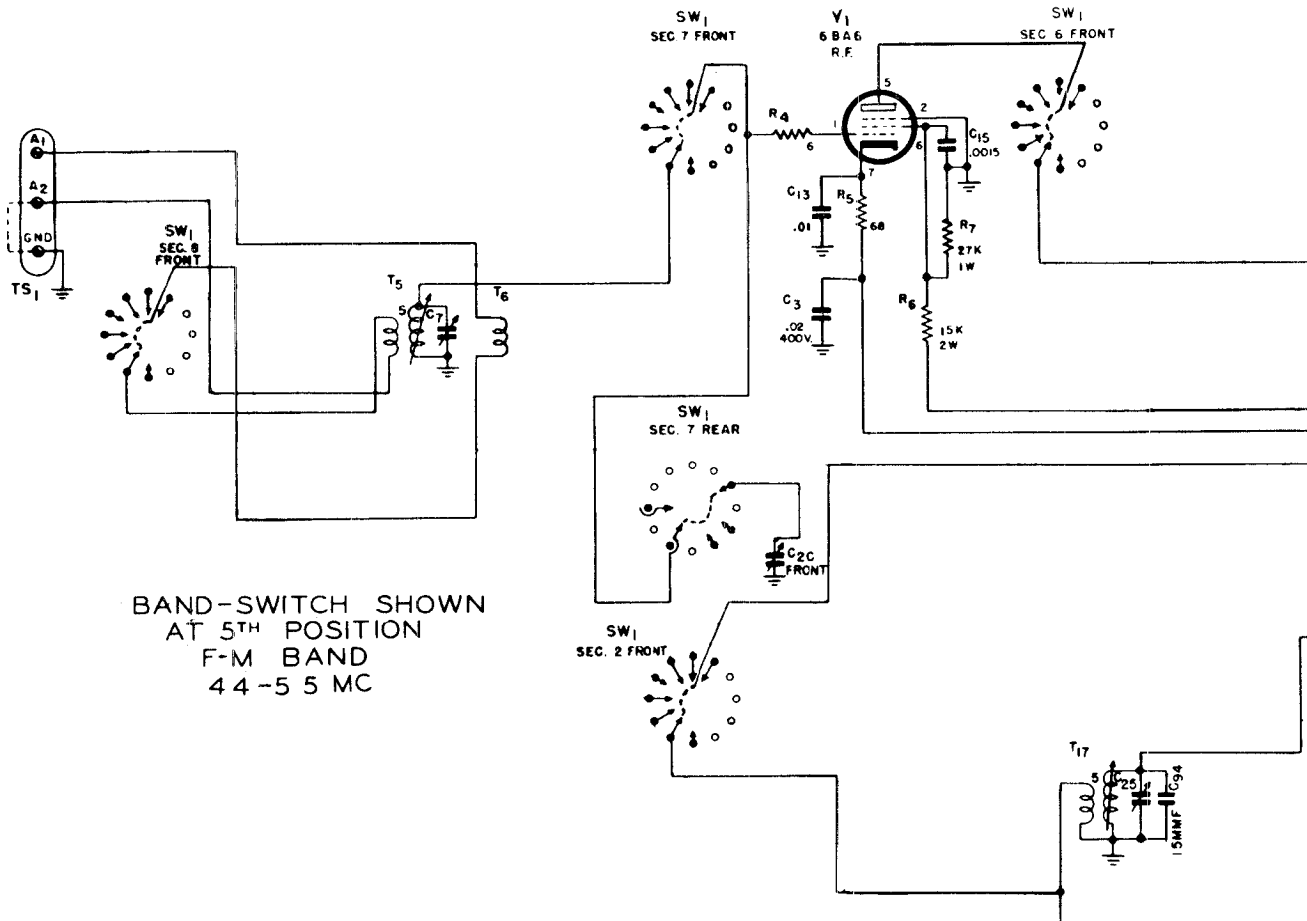 SW1
SEC. 7 FRONT
V1
6BA6
R.F.
SW1
SEC 6 FRONT
5
2
R4
1
6
6
C15
.0015
7
A1
A2
GND
TS1
SW1
SEC. 8
FRONT
C13
.01
R5
68
R7
27K
1W
T5
5
C7
T6
C3
.02
400V.
R6
15K
2W
SW1
SEC. 7 REAR
C2C
FRONT
BAND-SWITCH SHOWN
AT 5TH POSITION
F-M BAND
44-55 MC
SW1
SEC. 2 FRONT
T17
5
C25
C94
15MMF